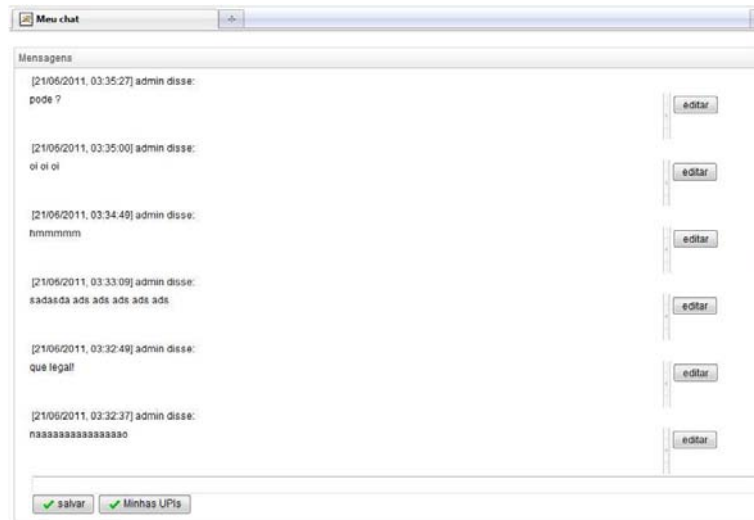 Meu chat
Mensagens
[21/06/2011, 03:35:27] admin disse:
pode ?
editar
[21/06/2011, 03:35:00] admin disse:
oi oi oi
editar
[21/06/2011, 03:34:49] admin disse:
hmmmmm
editar
[21/06/2011, 03:33:09] admin disse:
sadasda ads ads ads ads ads
editar
[21/06/2011, 03:32:49] admin disse:
que legal!
editar
[21/06/2011, 03:32:37] admin disse:
naaaaaaaaaaaaaaao
editar
salvar Minhas UPIs